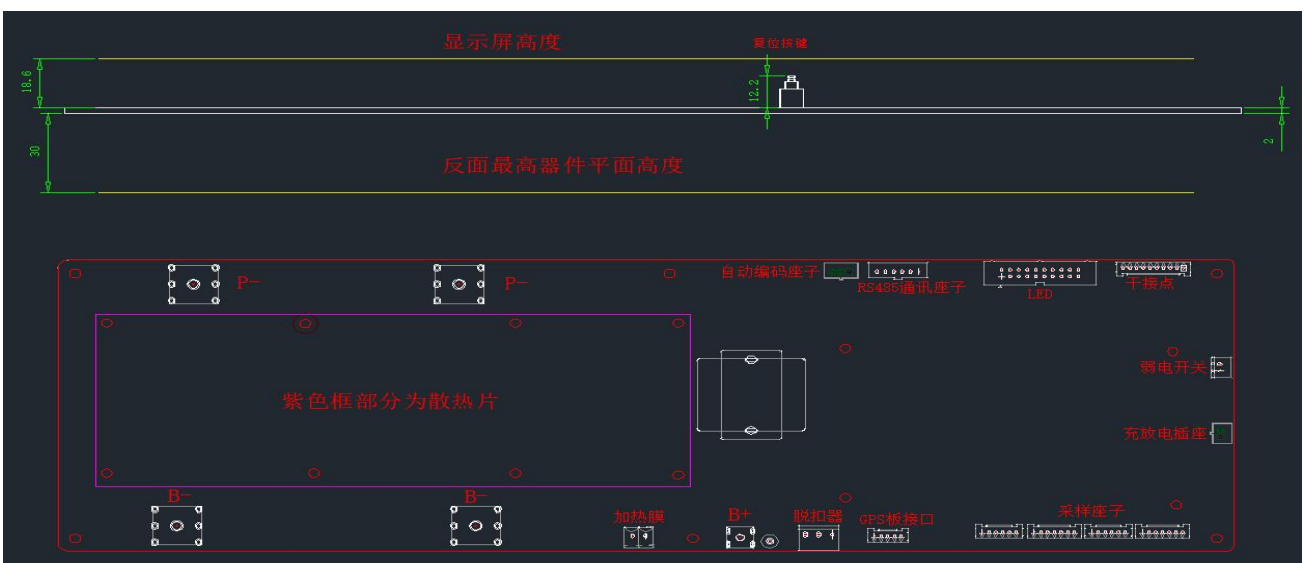 显示屏高度
复位按键
18.6
12.2
2
30
反面最高器件平面高度
P-
P-
自动编码座子
RS485通讯座子
LED
干接点
弱电开关
紫色框部分为散热片
充放电插座
B-
B-
加热膜
B+
脱扣器
GPS板接口
采样座子